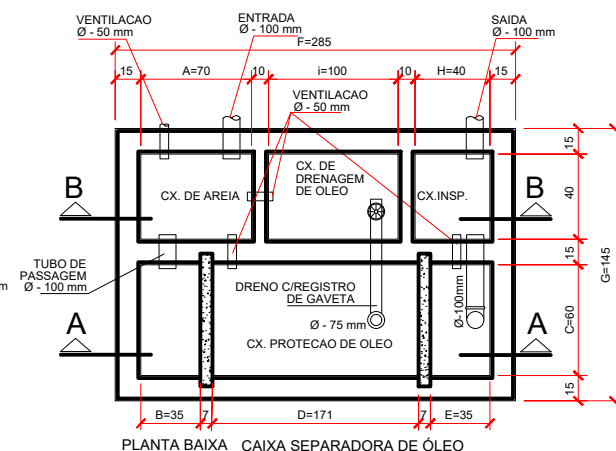 VENTILACAO
Ø - 50 mm
ENTRADA
Ø - 100 mm
SAIDA
Ø - 100 mm
F=285
15
A=70
10
i=100
10
H=40
15
VENTILACAO
Ø - 50 mm
15
CX. DE AREIA
CX. DE
DRENAGEM
DE OLEO
CX.INSP.
40
B
B
G=145
m
TUBO DE
PASSAGEM
Ø - 100 mm
15
DRENO C/REGISTRO
DE GAVETA
Ø - 75 mm
Ø-100mm
C=60
A
A
CX. PROTECAO DE OLEO
15
B=35
7
D=171
7
E=35
PLANTA BAIXA CAIXA SEPARADORA DE ÓLEO